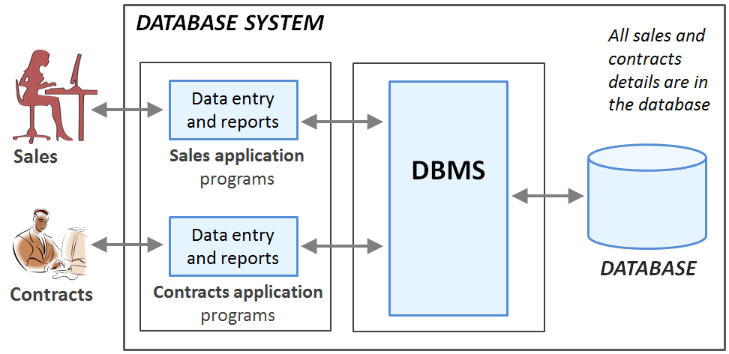 DATABASE SYSTEM
All sales and
contracts
details are in
the database
Data entry
and reports
Sales
Sales application
programs
DBMS
Data entry
and reports
DATABASE
Contracts
Contracts application
programs